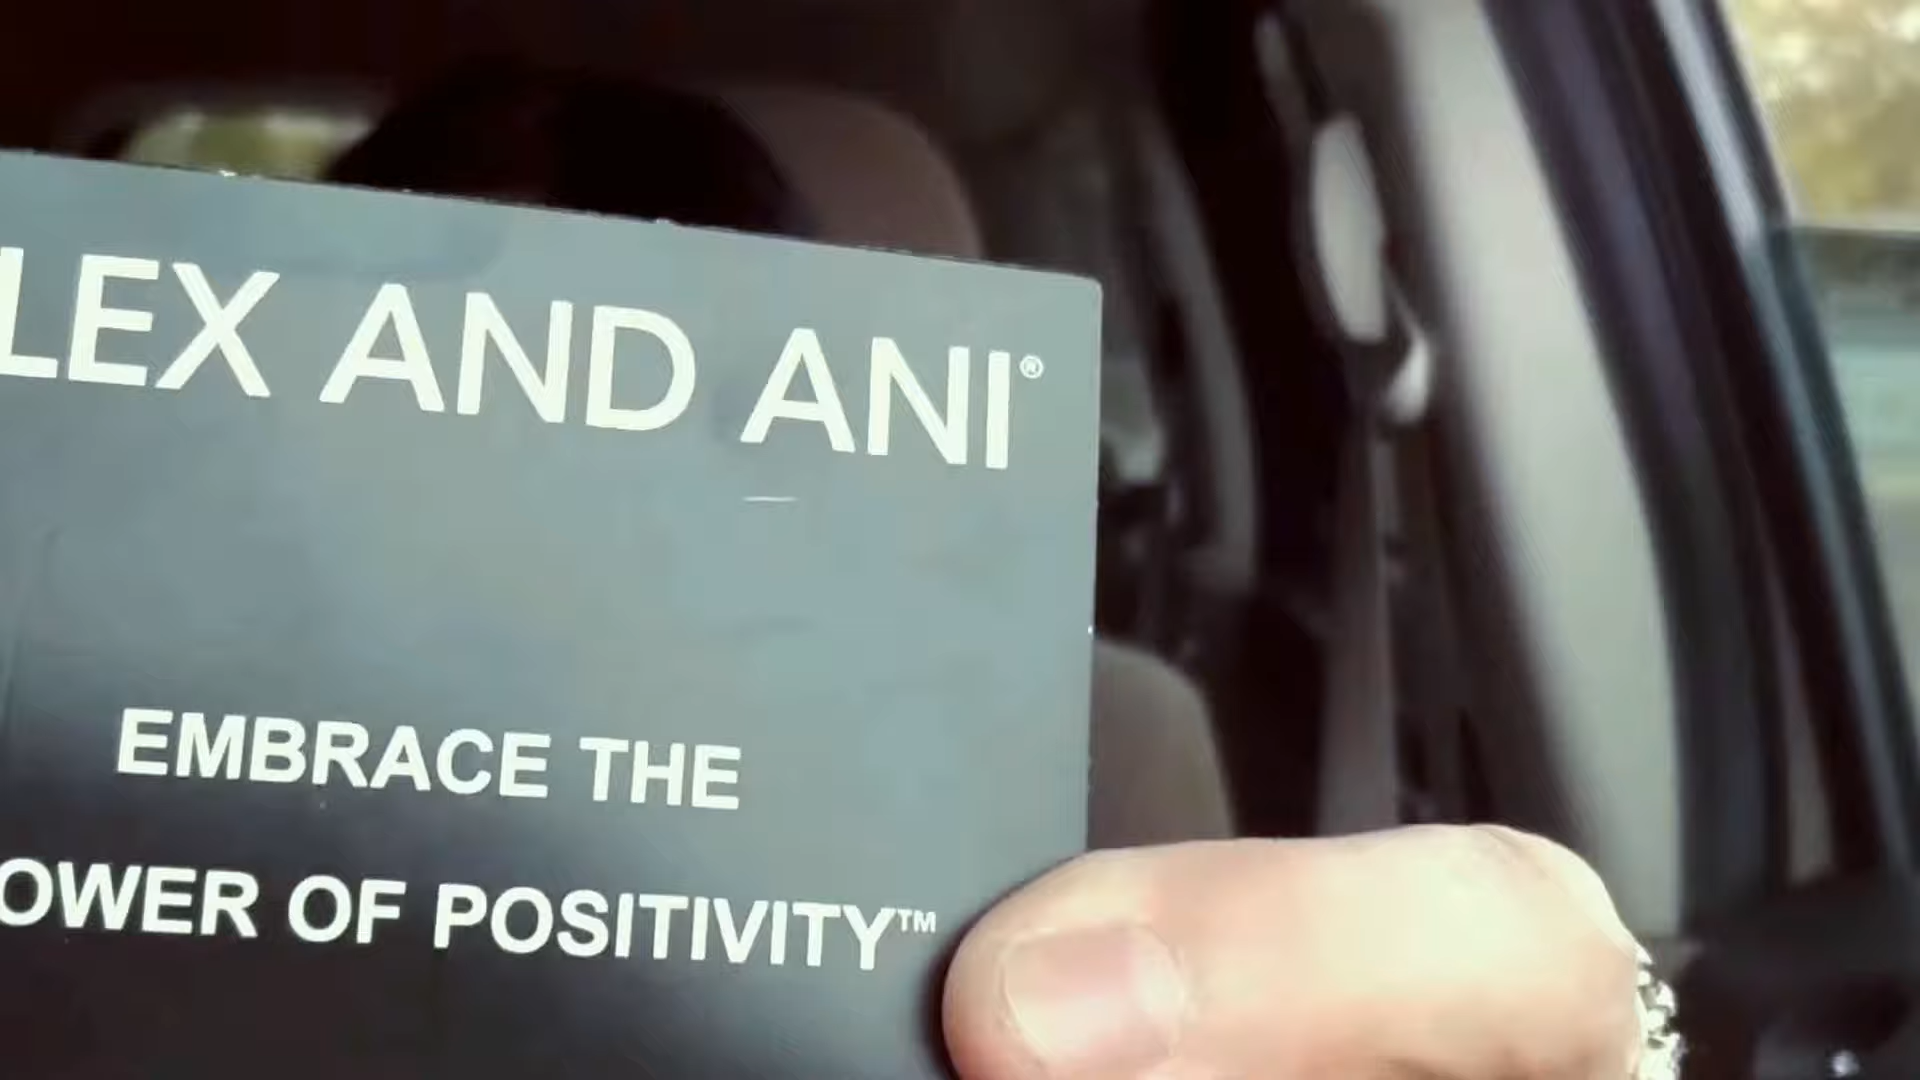 LEX AND ANI®
EMBRACE THE
OWER OF POSITIVITY™